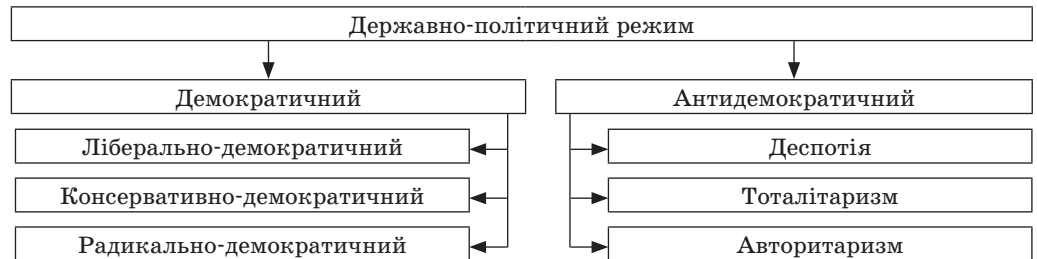 Державно-політичний режим
Демократичний
Антидемократичний
Ліберально-демократичний
Деспотія
Консервативно-демократичний
Тоталітаризм
Радикально-демократичний
Авторитаризм